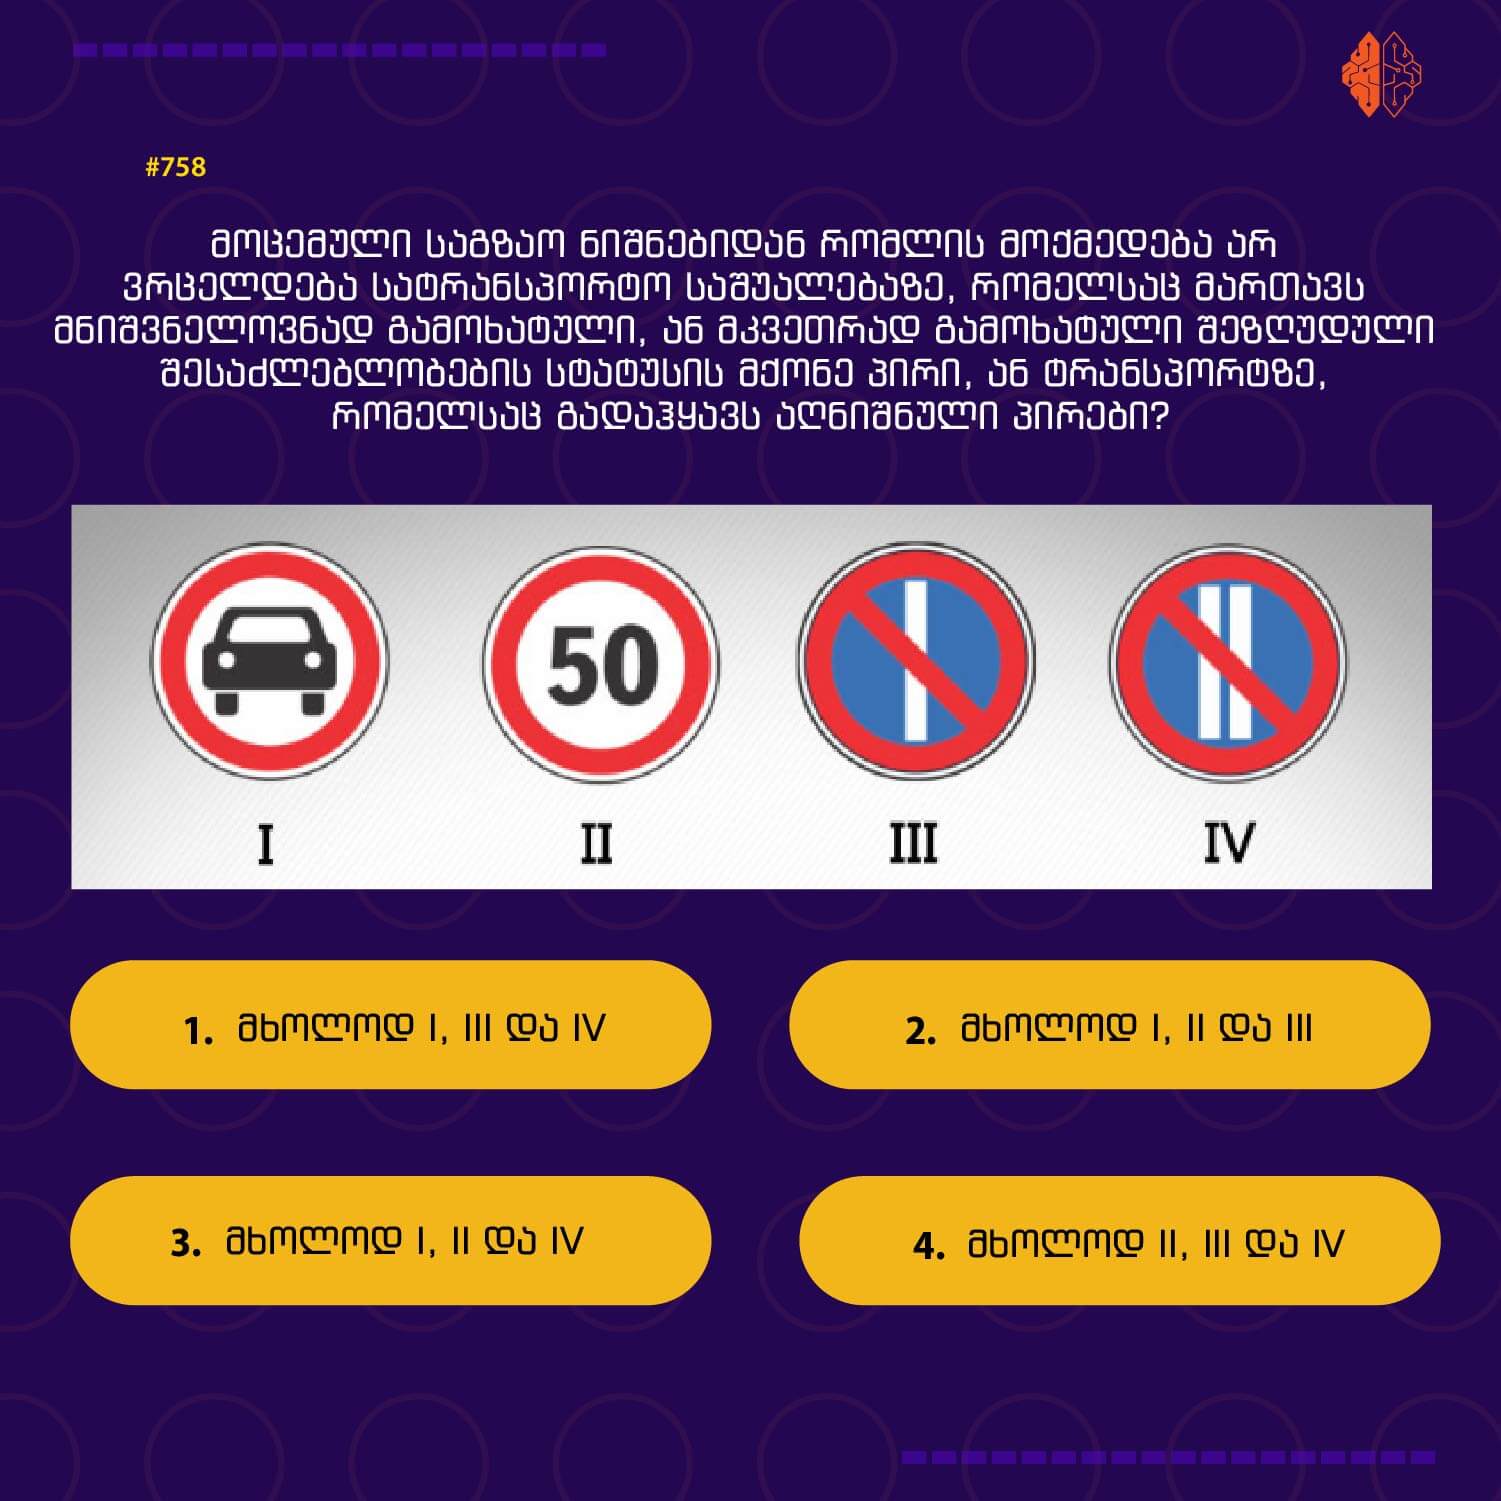 #758
მოცემული საგზაო ნიშნებიდან რომლის მოქმედება არ
ვრცელდება სატრანსპორტო საშუალებაზე, რომელსაც მართავს
მნიშვნელოვნად გამოხატული, ან მკვეთრად გამოხატული შეზღუდული
შესაძლებლობების სტატუსის მქონე პირი, ან ტრანსპორტზე,
რომელსაც გადაჰყავს აღნიშნული პირები?
50
I II III IV
1. მხოლოდ I, III და IV
2. მხოლოდ I, II და III
3. მხოლოდ I, II და IV
4. მხოლოდ II, III და IV